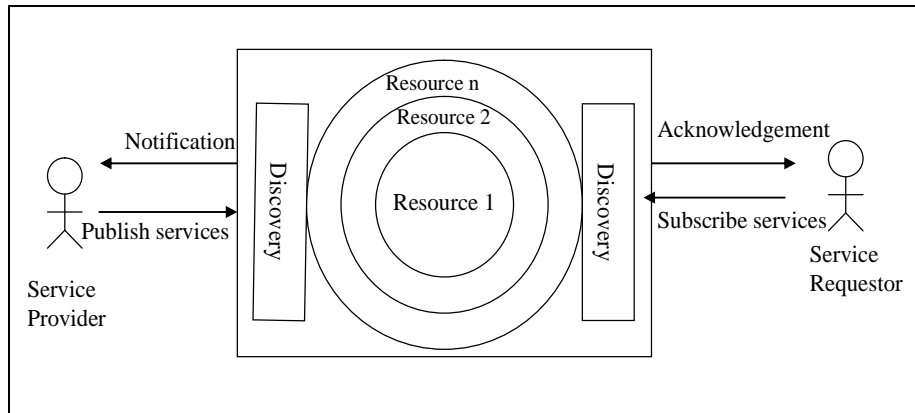 Resource n
Resource 2
Resource 1
Discovery
Discovery
Notification
Publish services
Service
Provider
Acknowledgement
Subscribe services
Service
Requestor